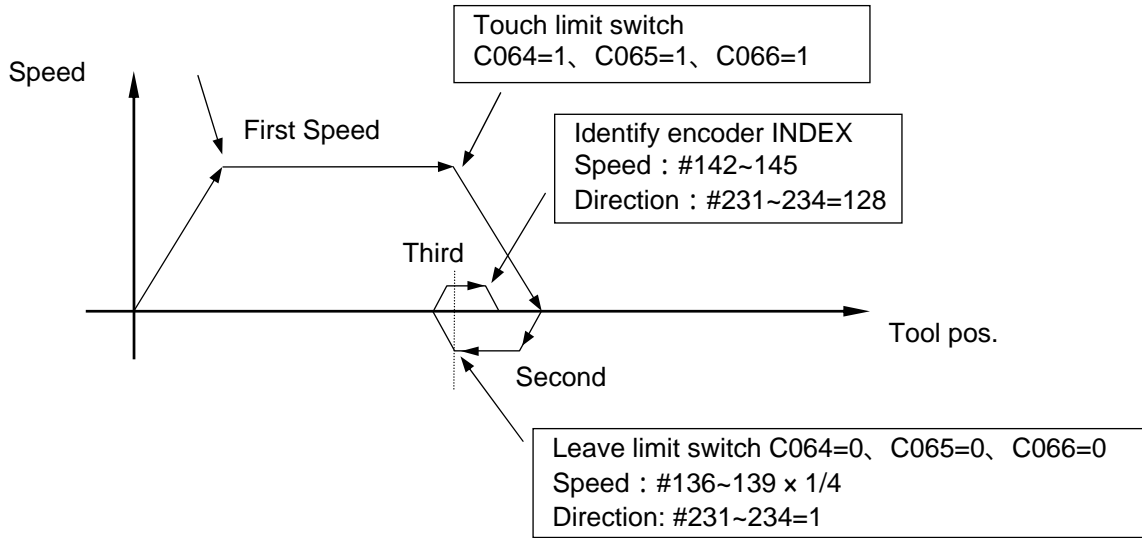 Touch limit switch
C064=1、C065=1、C066=1
Speed
First Speed
Identify encoder INDEX
Speed：#142~145
Direction：#231~234=128
Third
Tool pos.
Second
Leave limit switch C064=0、C065=0、C066=0
Speed：#136~139 × 1/4
Direction: #231~234=1